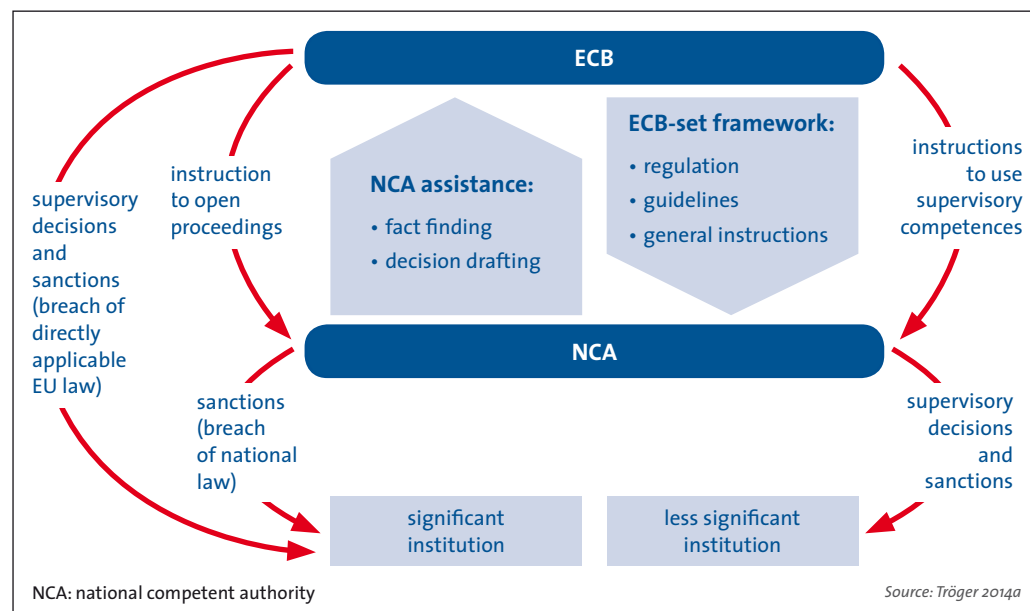 ECB
supervisory
decisions
and
sanctions
(breach of
directly
applicable
EU law)
instruction
to open
proceedings
NCA assistance:
• fact finding
• decision drafting
ECB-set framework:
• regulation
• guidelines
• general instructions
instructions
to use
supervisory
competences
NCA
sanctions
(breach
of national
law)
supervisory
decisions
and
sanctions
significant
institution
less significant
institution
NCA: national competent authority
Source: Tröger 2014a